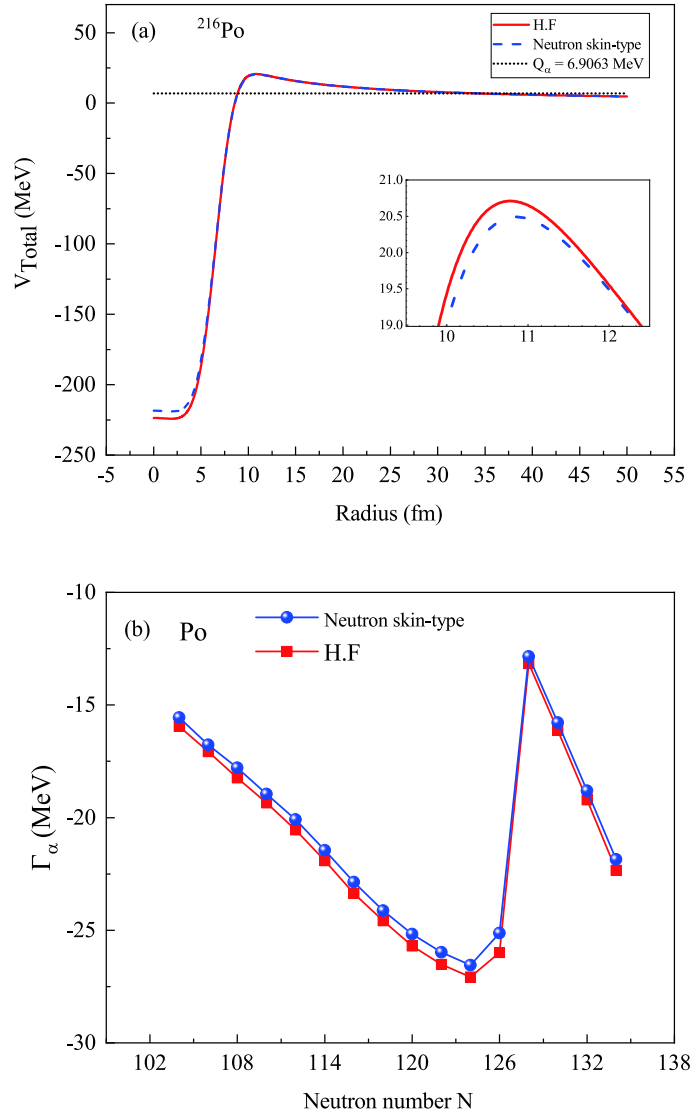 (a)
²¹⁶Po
H.F
Neutron skin-type
Qα = 6.9063 MeV
V_Total (MeV)
50
0
-50
-100
-150
-200
-250
21.0
20.5
20.0
19.5
19.0
10 11 12
-5 0 5 10 15 20 25 30 35 40 45 50 55
Radius (fm)
(b) Po
Neutron skin-type
H.F
Γα (MeV)
-10
-15
-20
-25
-30
102 108 114 120 126 132 138
Neutron number N